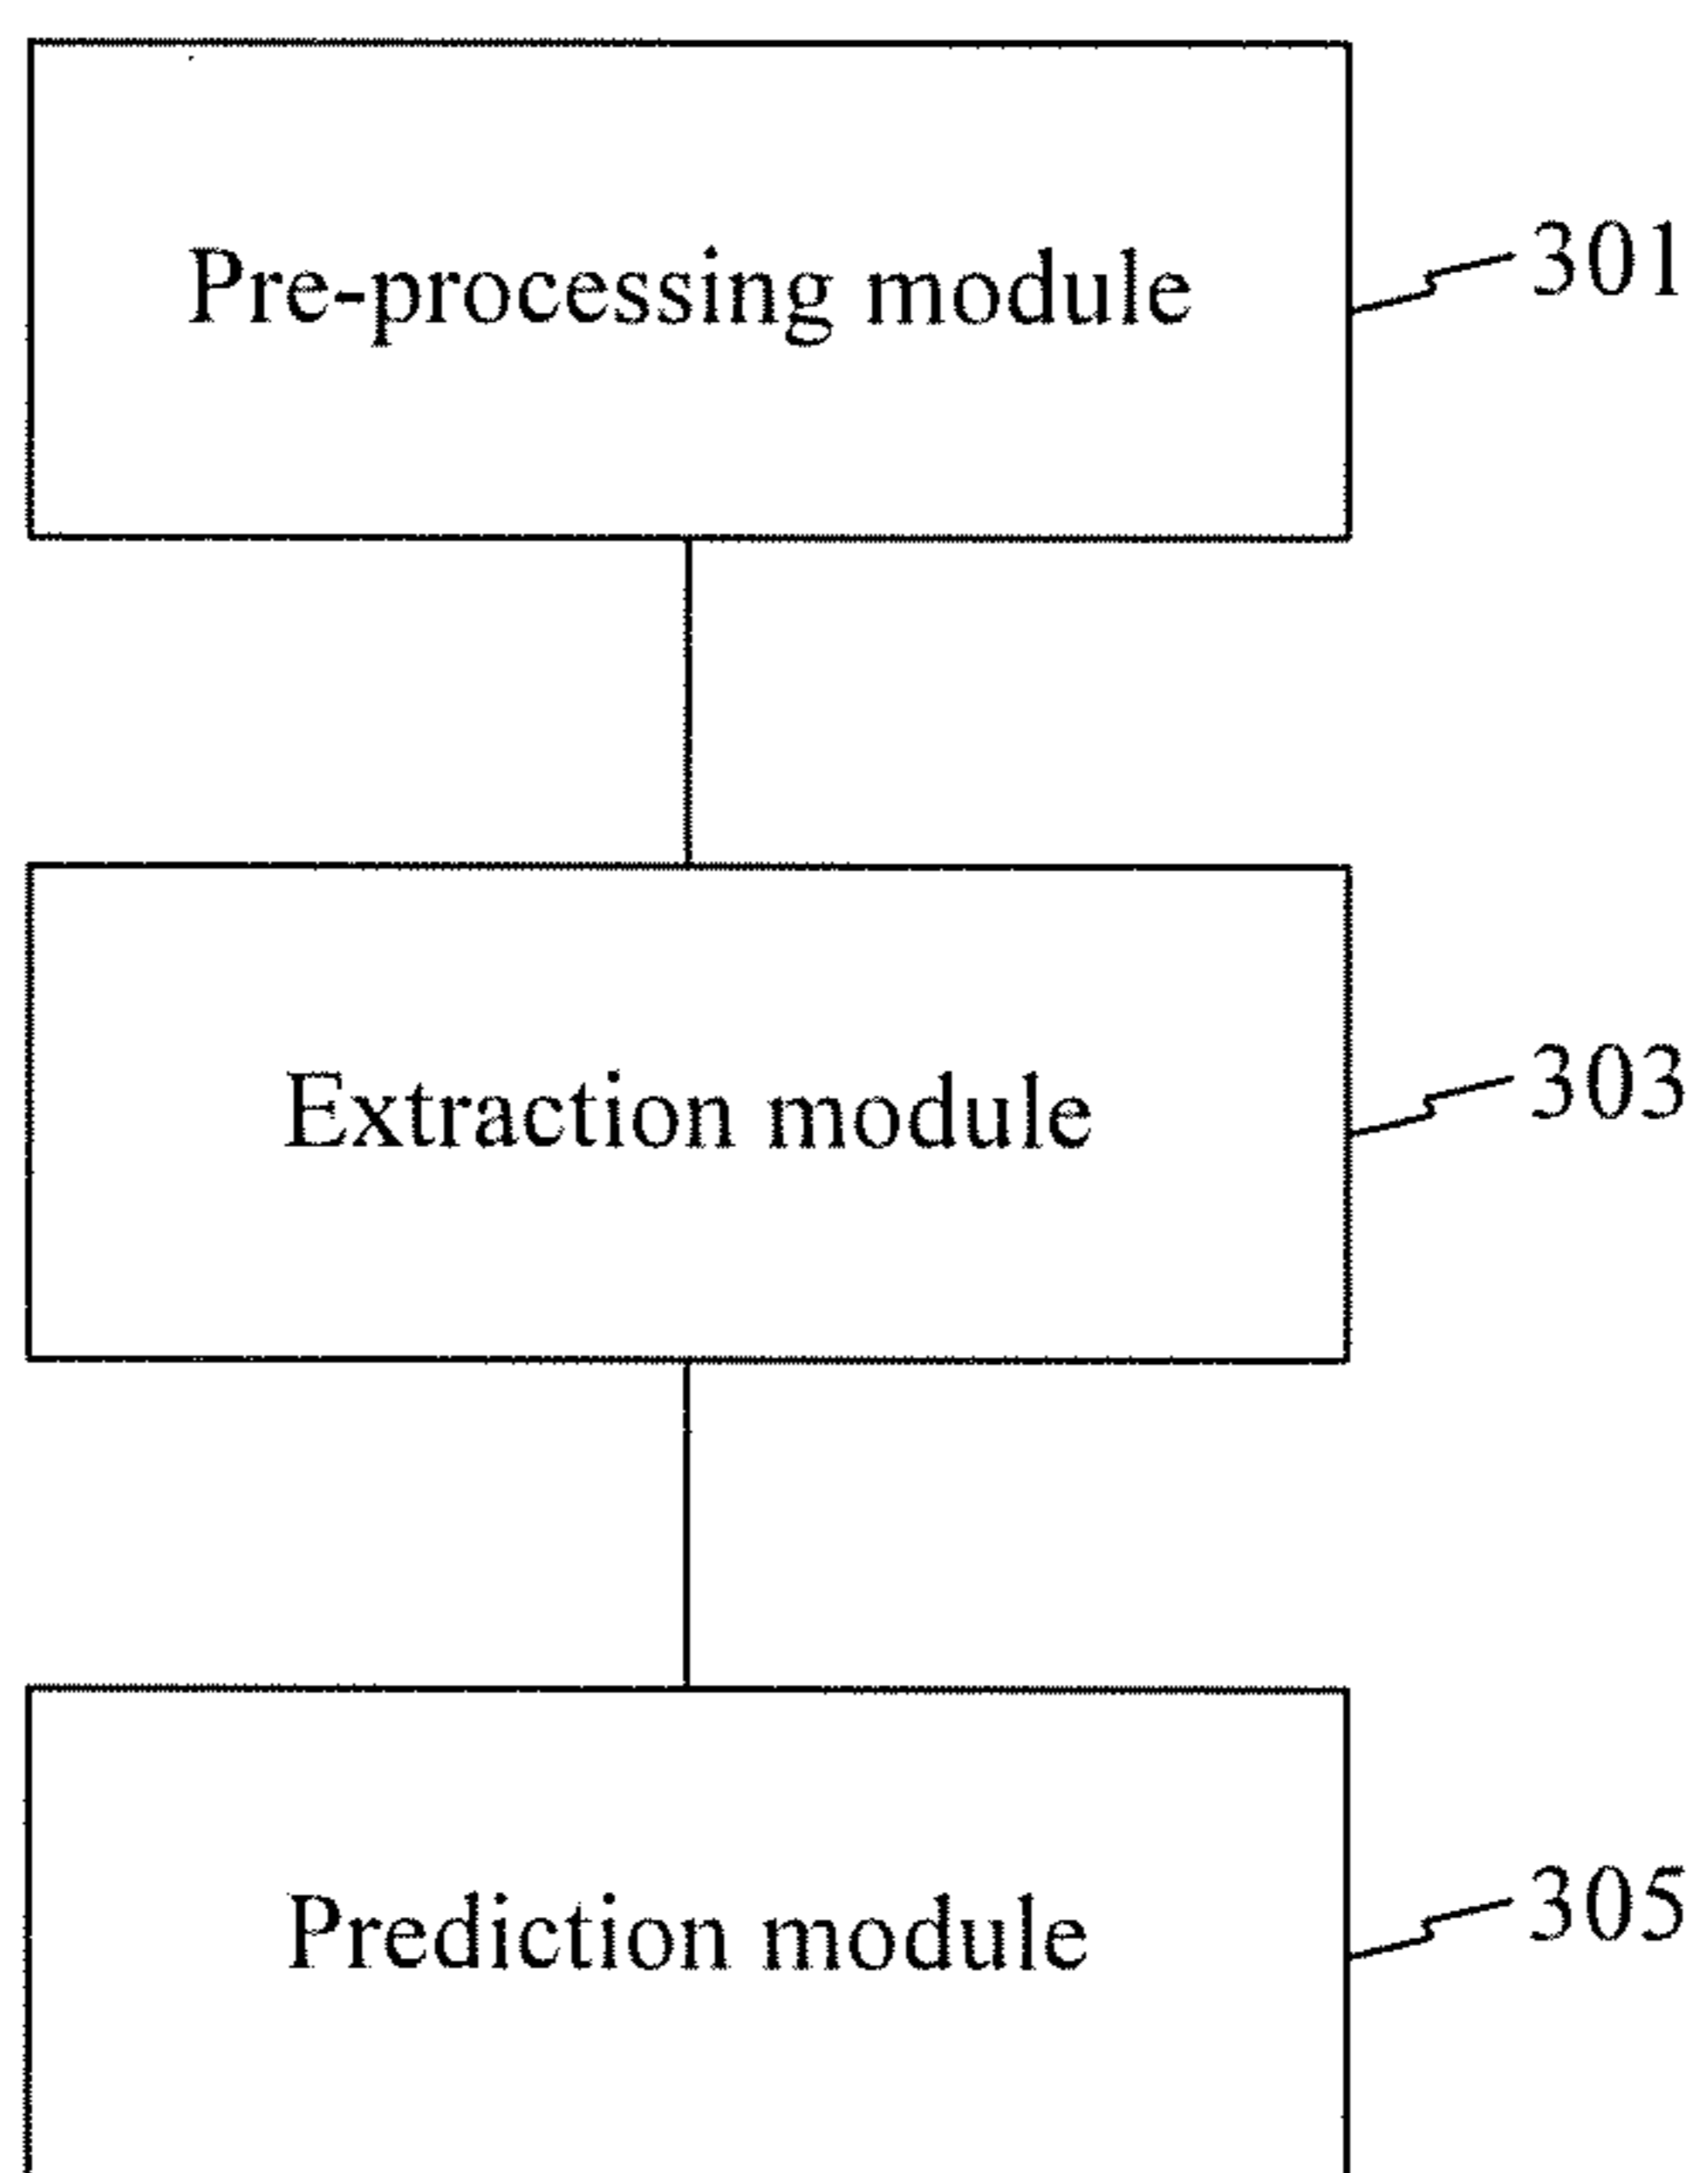 Pre-processing module
301
Extraction module
303
Prediction module
305